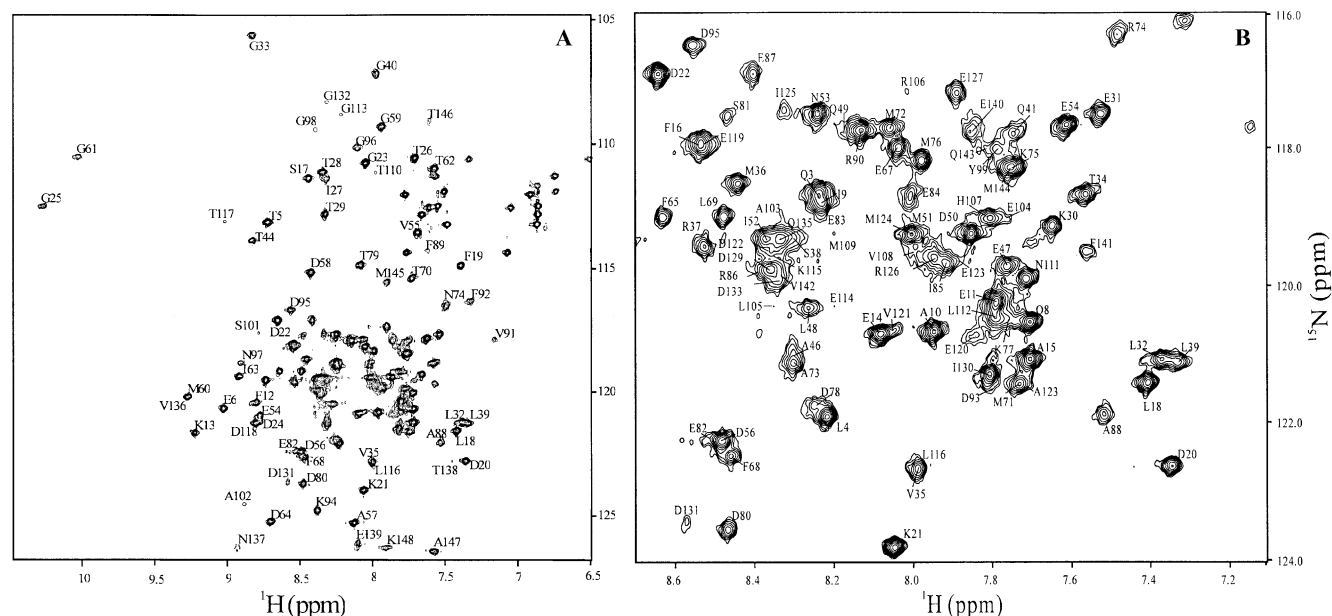 A
105
G33
G40
G132
G113
T146
G98
G59
110
G61
G96
T26
S17
T28
G23
T62
T110
G25
I27
T117
T5
T29
V55
T44
F89
115
D58
T79
T70
F19
M145
D95
N74
F92
S101
D22
V91
N97
I63
120
M60
V136
E6
F12
E54
K13
D24
L32
L39
D118
A88
L18
E82
D56
V35
F68
L116
T138
D20
D131
D80
K21
A102
K94
D64
A57
125
N137
E139
K148
A147
10
9.5
9
8.5
8
7.5
7
6.5
1H (ppm)
B
116.0
D95
R74
D22
E87
R106
E127
I125
N53
Q49
E140
Q41
E54
E31
S81
M72
F16
E119
M76
118.0
R90
E67
Q143
Y99
K75
M144
M36
Q3
I9
E84
T34
F65
L69
A103
E83
M124
M51
D50
H107
E104
K30
R37
I52
Q135
D122
M109
D129
S38
V108
E47
F141
K115
R126
E123
R86
I85
N111
D133
V142
E11
120.0
L105
E114
L112
Q8
L48
E14
V121
A10
E120
K77
A15
L32
L39
A46
I130
A73
D93
M71
A123
L18
D78
L4
A88
E82
D56
122.0
F68
L116
V35
D20
D131
D80
K21
124.0
8.6
8.4
8.2
8.0
7.8
7.6
7.4
7.2
1H (ppm)
15N (ppm)